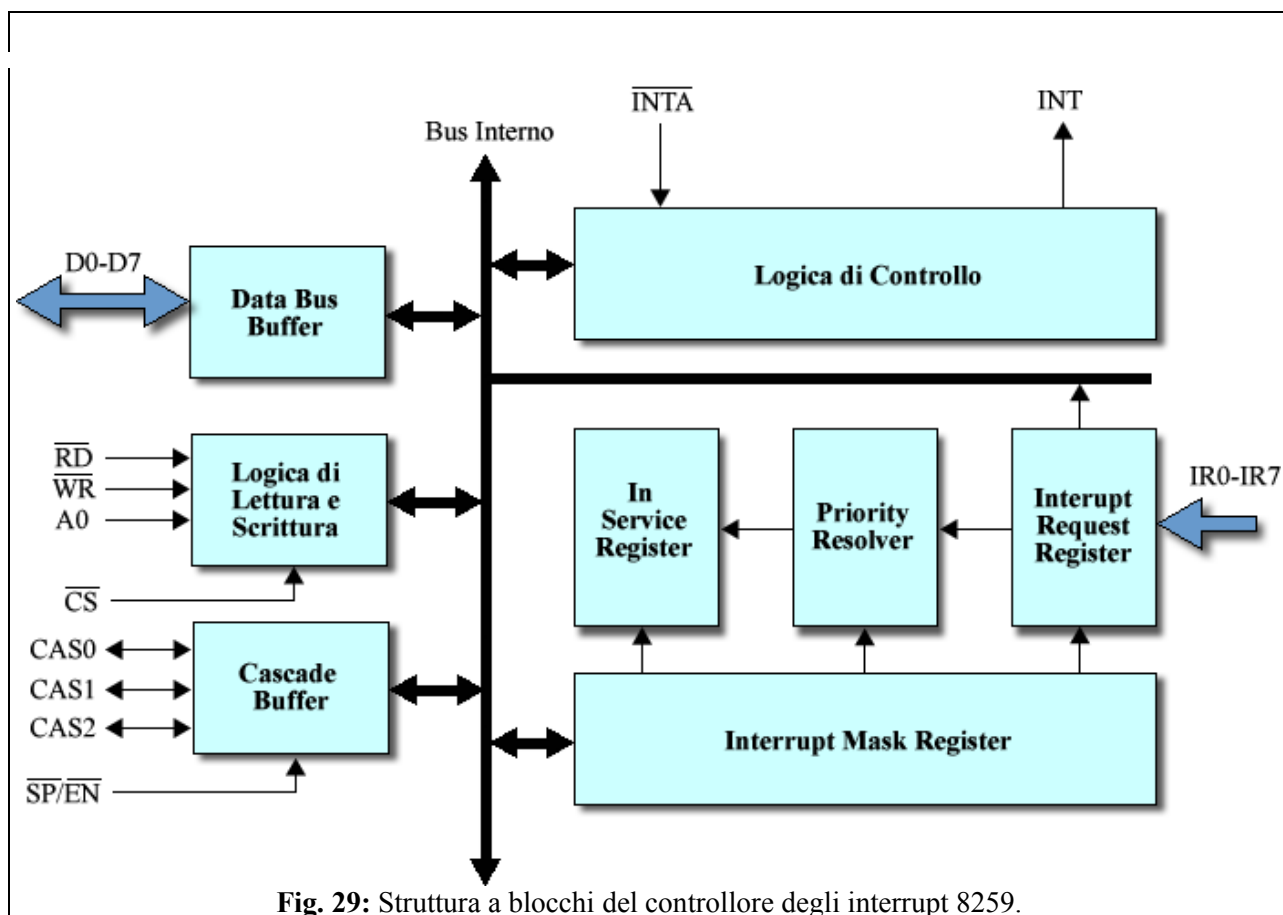 INTA
INT
Bus Interno
D0-D7
Data Bus
Buffer
Logica di Controllo
RD
WR
A0
Logica di
Lettura e
Scrittura
CS
In
Service
Register
Priority
Resolver
Interupt
Request
Register
IR0-IR7
CAS0
CAS1
CAS2
Cascade
Buffer
SP/EN
Interrupt Mask Register
Fig. 29: Struttura a blocchi del controllore degli interrupt 8259.